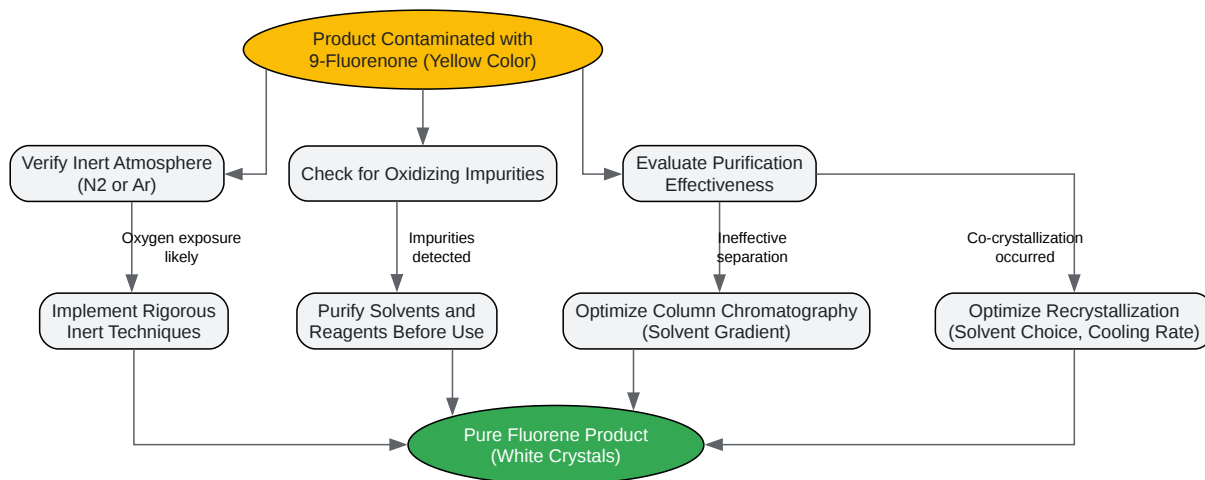 Product Contaminated with
9-Fluorenone (Yellow Color)
Verify Inert Atmosphere
(N2 or Ar)
Check for Oxidizing Impurities
Evaluate Purification
Effectiveness
Oxygen exposure
likely
Impurities
detected
Ineffective
separation
Co-crystallization
occurred
Implement Rigorous
Inert Techniques
Purify Solvents and
Reagents Before Use
Optimize Column Chromatography
(Solvent Gradient)
Optimize Recrystallization
(Solvent Choice, Cooling Rate)
Pure Fluorene Product
(White Crystals)